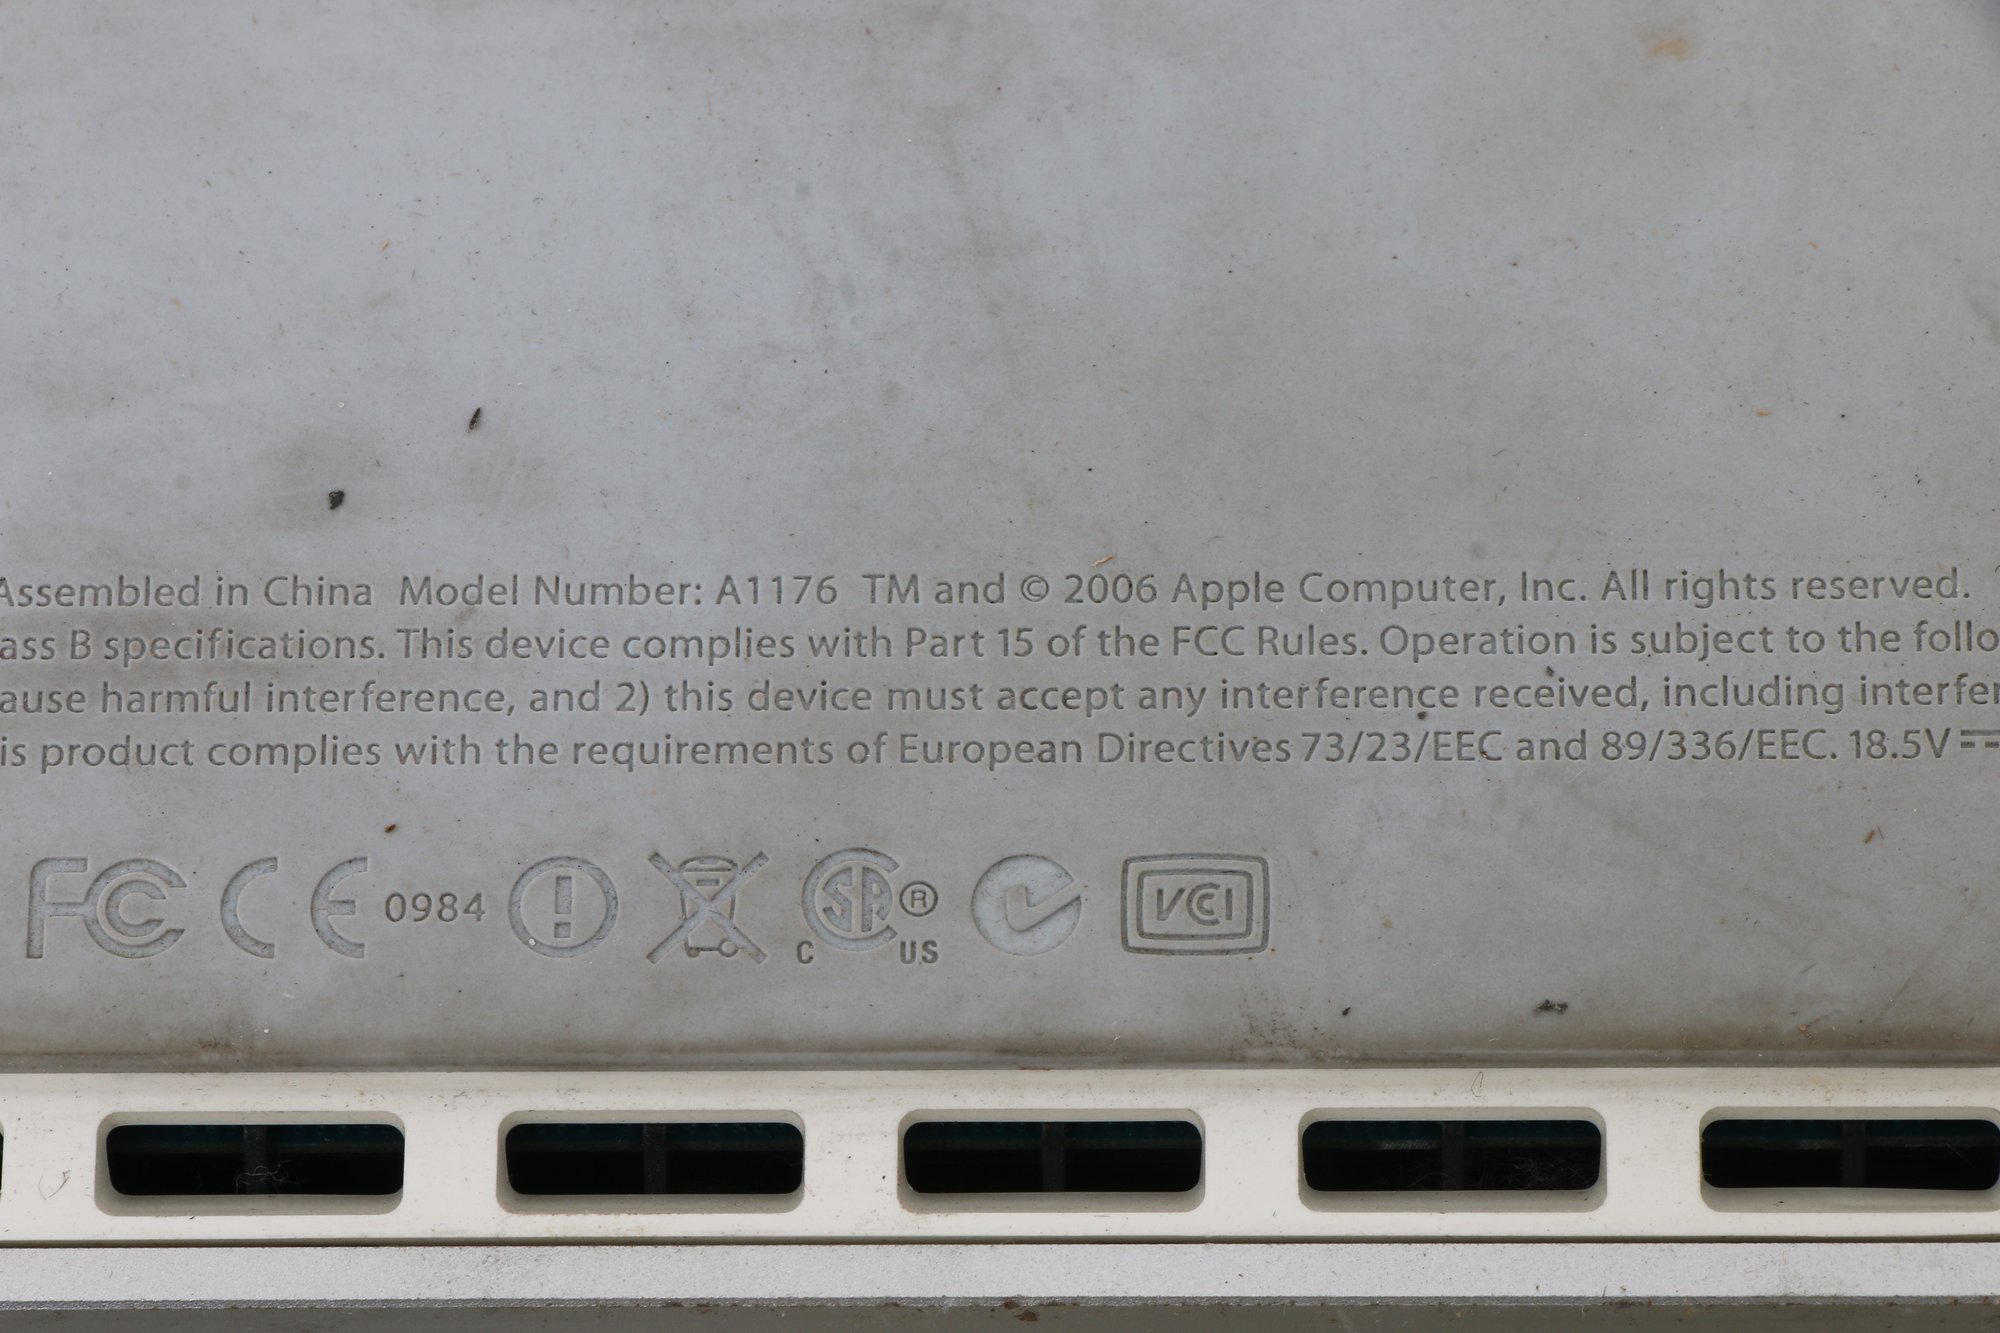 Assembled in China  Model Number: A1176  TM and © 2006 Apple Computer, Inc. All rights reserved.
ass B specifications. This device complies with Part 15 of the FCC Rules. Operation is subject to the follo
ause harmful interference, and 2) this device must accept any interference received, including interfer
is product complies with the requirements of European Directives 73/23/EEC and 89/336/EEC. 18.5V ⎓
FCC CE 0984 ! C SA ® US VCI